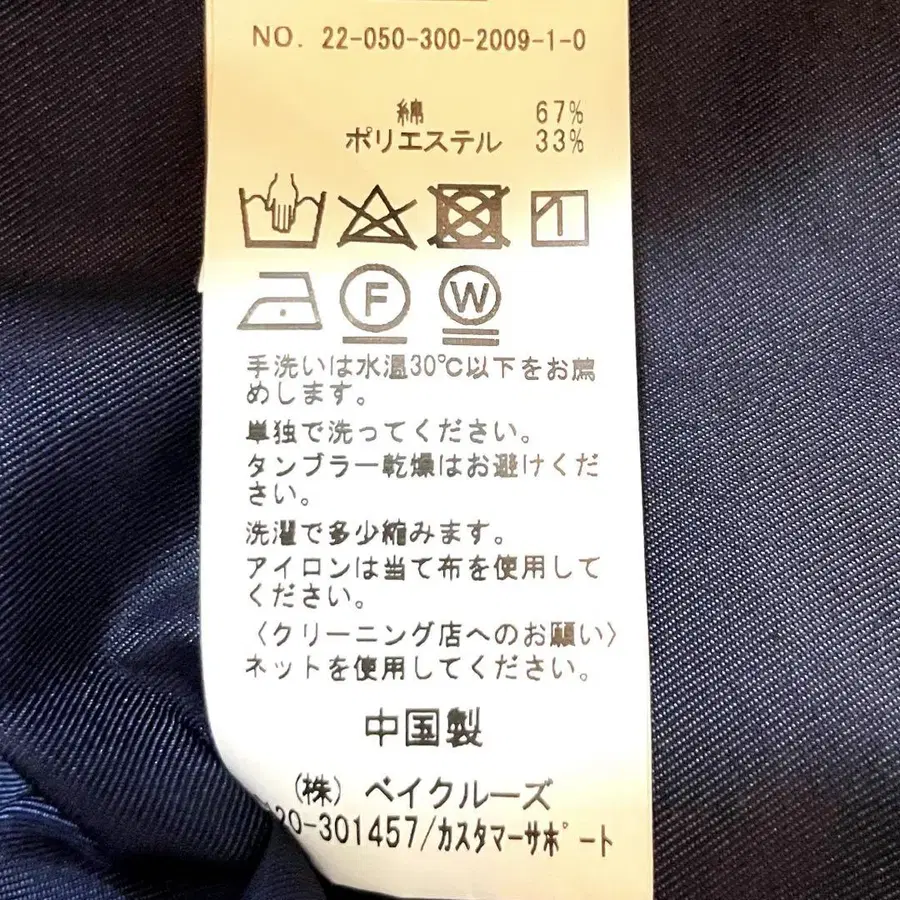 NO. 22-050-300-2009-1-0
綿 67%
ポリエステル 33%
F W
手洗いは水温30℃以下をお薦
めします。
単独で洗ってください。
タンブラー乾燥はお避けくだ
さい。
洗濯で多少縮みます。
アイロンは当て布を使用して
ください。
〈クリーニング店へのお願い〉
ネットを使用してください。
中国製
(株) ベイクルーズ
20-301457/カスタマーサポート